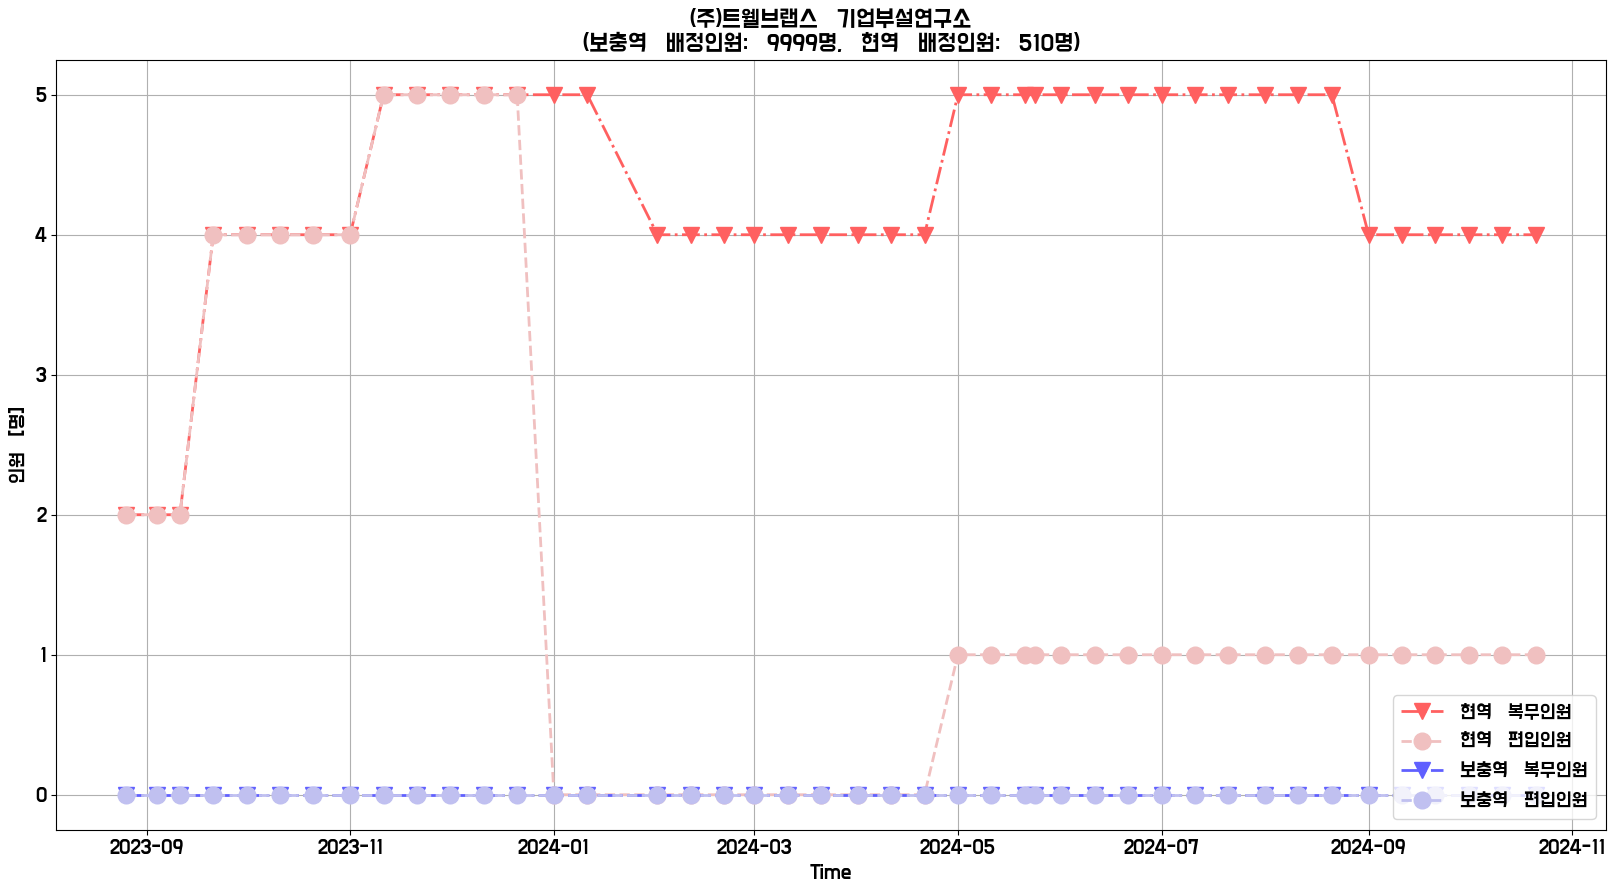 (주)트웰브랩스 기업부설연구소
(보충역 배정인원: 9999명, 현역 배정인원: 510명)
5
4
3
2
1
0
인원 [명]
2023-09
2023-11
2024-01
2024-03
2024-05
2024-07
2024-09
2024-11
Time
현역 복무인원
현역 편입인원
보충역 복무인원
보충역 편입인원